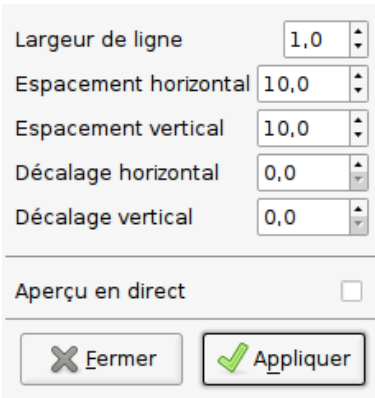 Largeur de ligne 1,0
Espacement horizontal 10,0
Espacement vertical 10,0
Décalage horizontal 0,0
Décalage vertical 0,0
Aperçu en direct
Fermer Appliquer